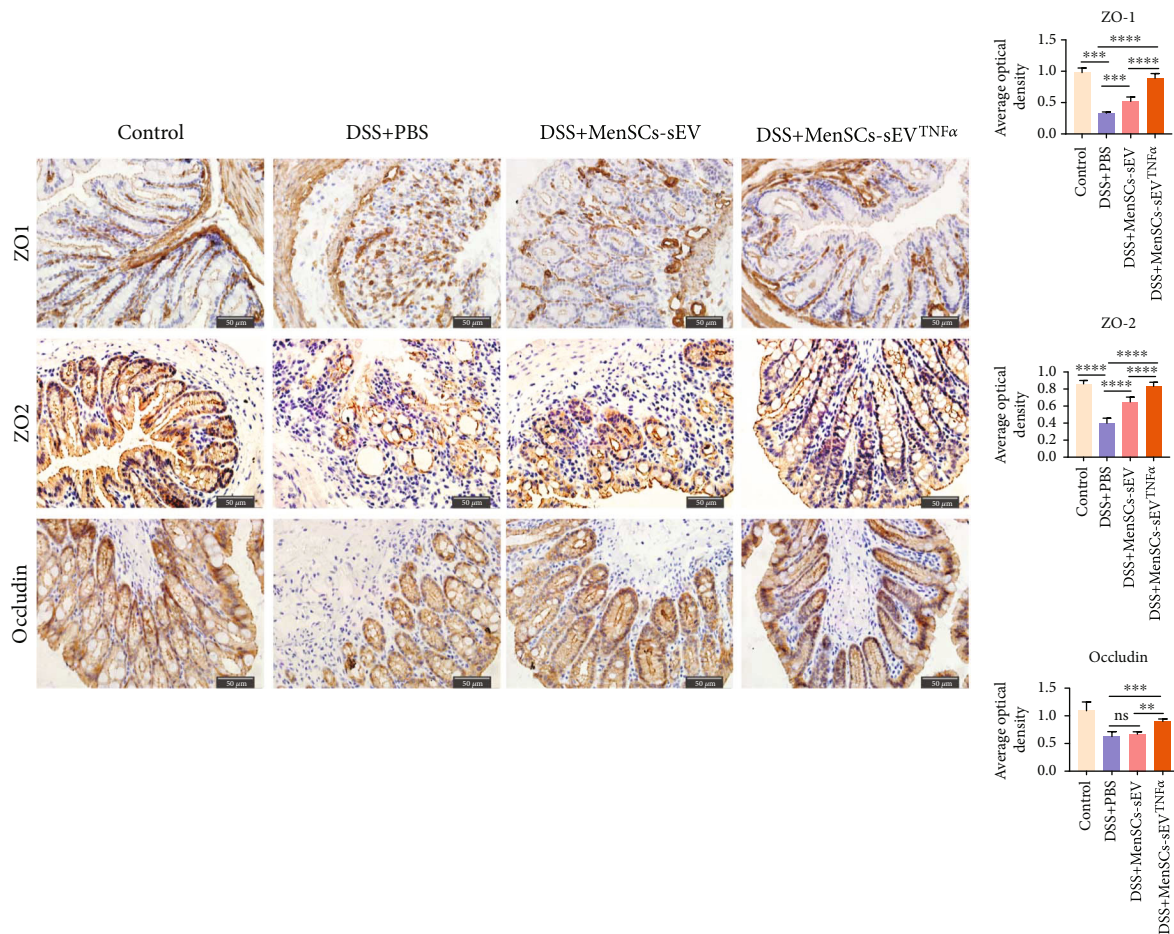 Control
DSS+PBS
DSS+MenSCs-sEV
DSS+MenSCs-sEVTNFα
ZO1
50 µm
50 µm
50 µm
50 µm
ZO2
50 µm
50 µm
50 µm
50 µm
Occludin
50 µm
50 µm
50 µm
50 µm
ZO-1
Average optical
density
1.5
1.0
0.5
0.0
****
***
****
***
Control
DSS+PBS
DSS+MenSCs-sEV
DSS+MenSCs-sEVTNFα
ZO-2
Average optical
density
1.0
0.8
0.6
0.4
0.2
0.0
****
****
****
****
Control
DSS+PBS
DSS+MenSCs-sEV
DSS+MenSCs-sEVTNFα
Occludin
Average optical
density
1.5
1.0
0.5
0.0
***
**
ns
Control
DSS+PBS
DSS+MenSCs-sEV
DSS+MenSCs-sEVTNFα